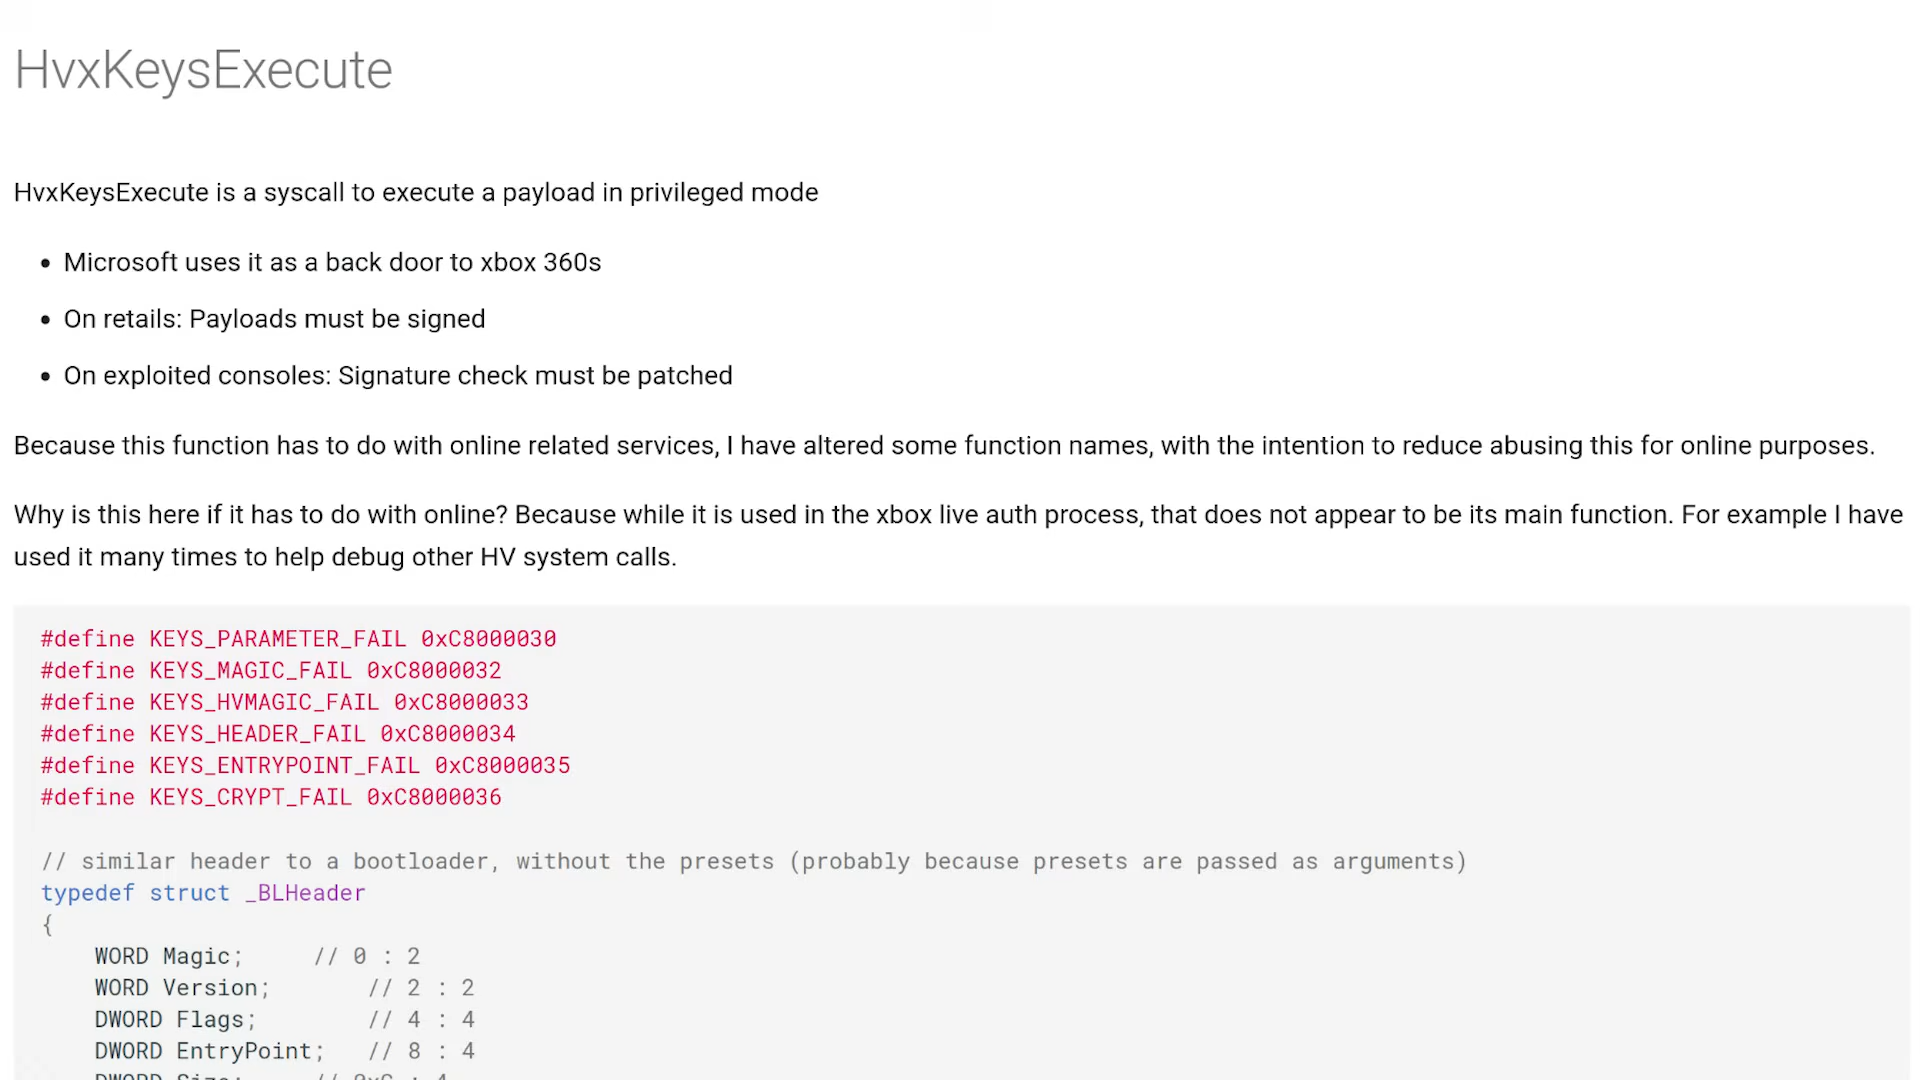 HvxKeysExecute
HvxKeysExecute is a syscall to execute a payload in privileged mode
• Microsoft uses it as a back door to xbox 360s
• On retails: Payloads must be signed
• On exploited consoles: Signature check must be patched
Because this function has to do with online related services, I have altered some function names, with the intention to reduce abusing this for online purposes.
Why is this here if it has to do with online? Because while it is used in the xbox live auth process, that does not appear to be its main function. For example I have
used it many times to help debug other HV system calls.
#define KEYS_PARAMETER_FAIL 0xC8000030
#define KEYS_MAGIC_FAIL 0xC8000032
#define KEYS_HVMAGIC_FAIL 0xC8000033
#define KEYS_HEADER_FAIL 0xC8000034
#define KEYS_ENTRYPOINT_FAIL 0xC8000035
#define KEYS_CRYPT_FAIL 0xC8000036
// similar header to a bootloader, without the presets (probably because presets are passed as arguments)
typedef struct _BLHeader
{
    WORD Magic;     // 0 : 2
    WORD Version;       // 2 : 2
    DWORD Flags;        // 4 : 4
    DWORD EntryPoint;   // 8 : 4
    DWORD Size;     // 0xC : 4